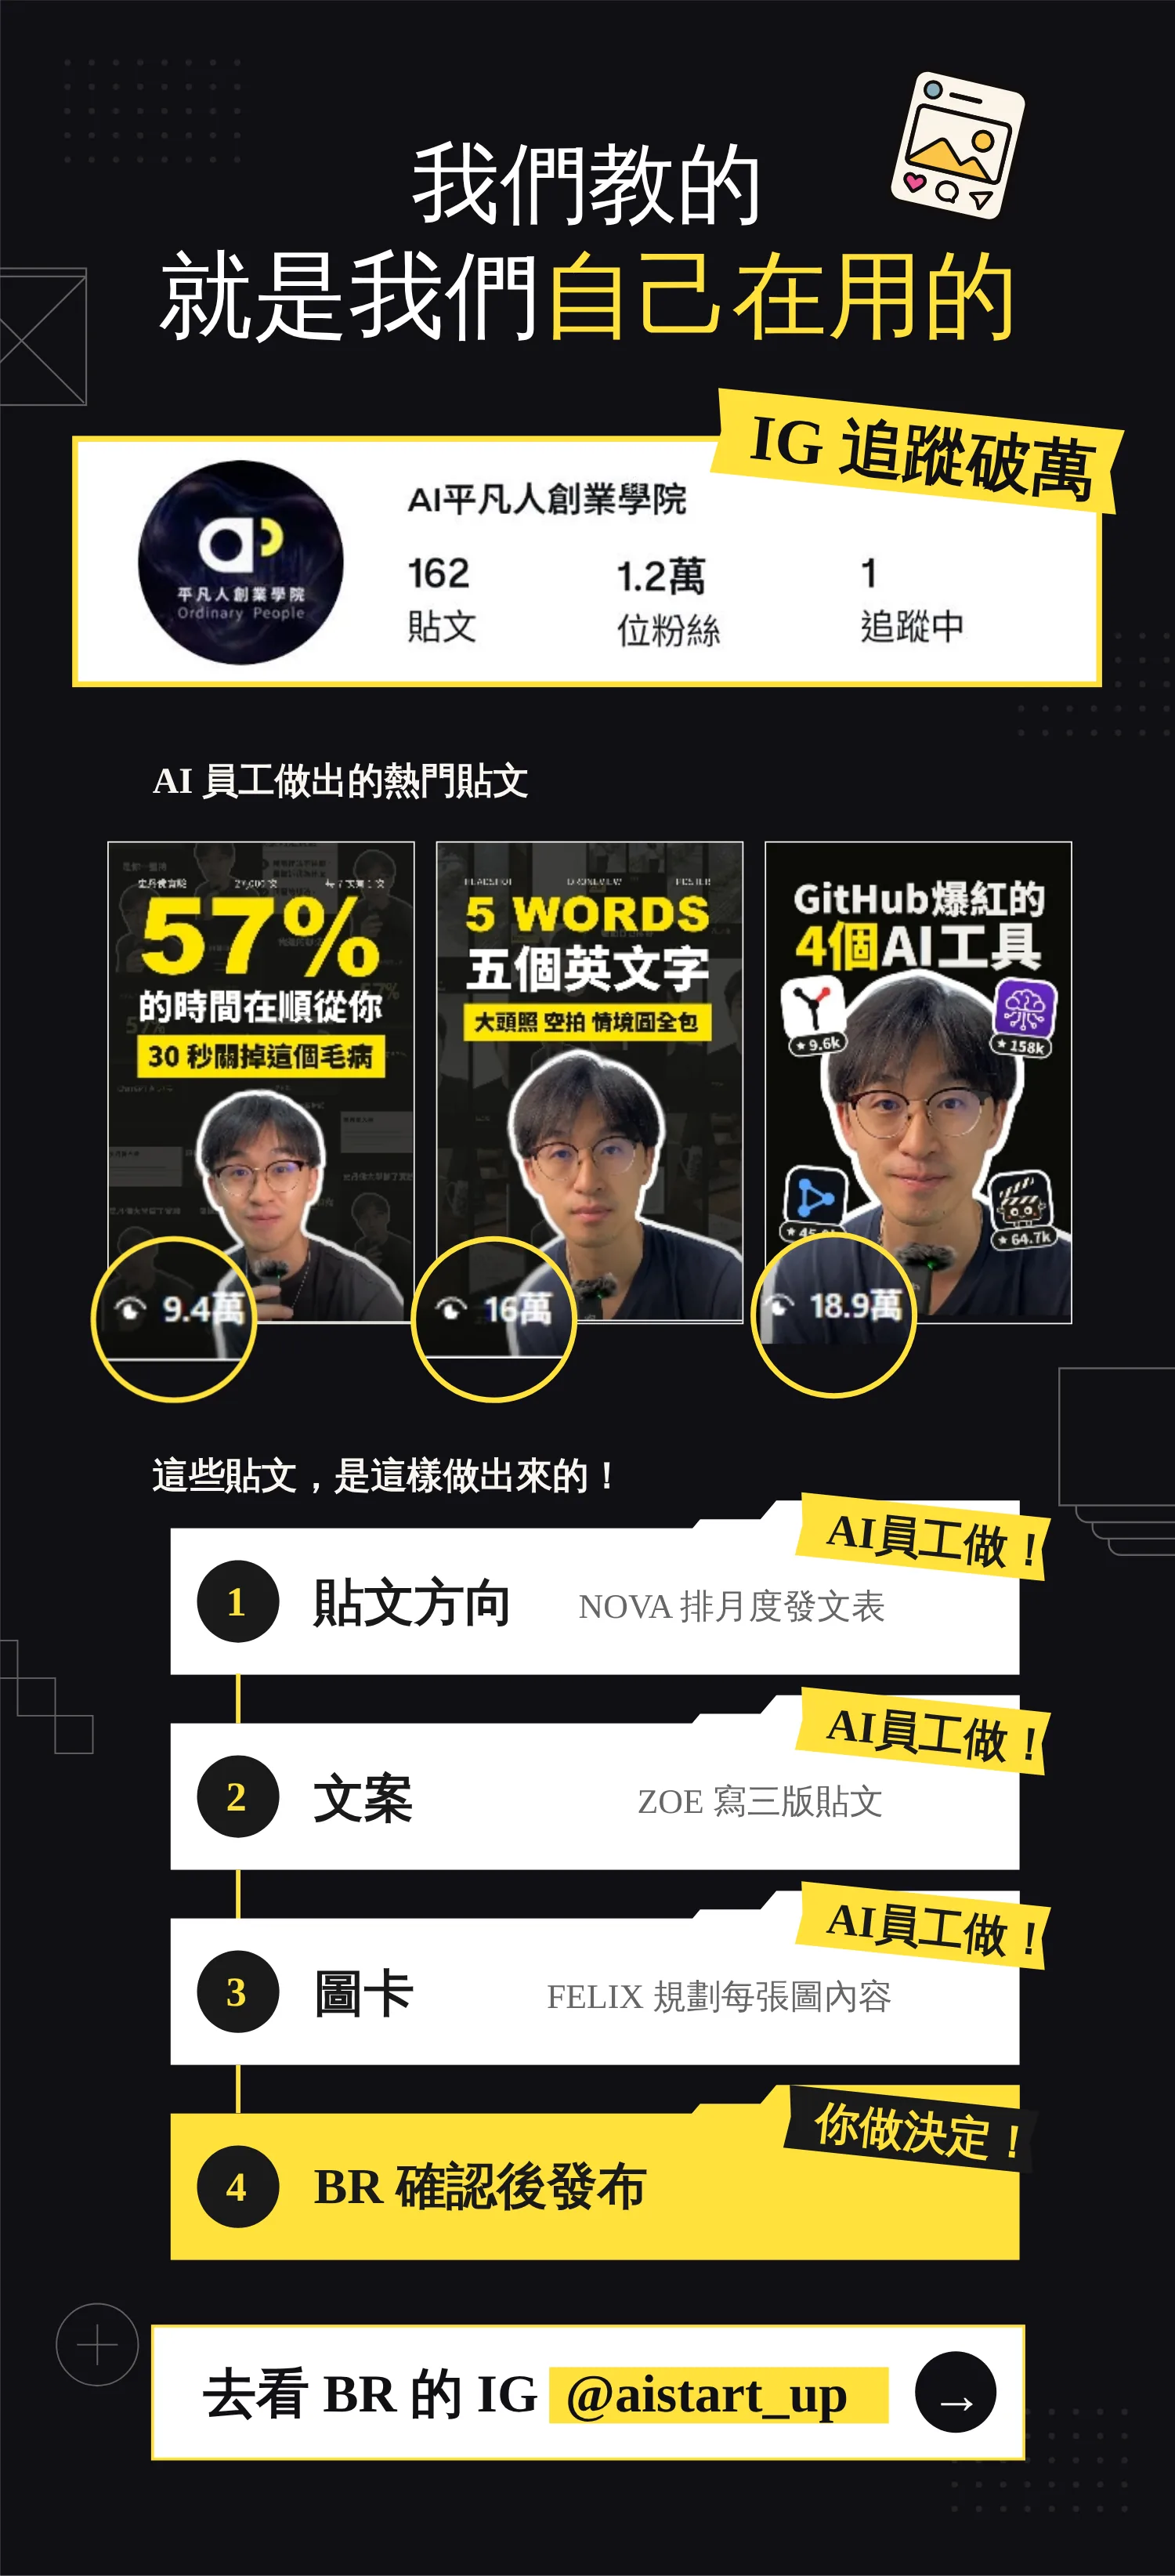 我們教的
就是我們自己在用的
IG 追蹤破萬
AI平凡人創業學院
162
貼文
1.2萬
位粉絲
1
追蹤中
平凡人創業學院
Ordinary People
AI 員工做出的熱門貼文
57%
的時間在順從你
30 秒關掉這個毛病
9.4萬
HEADSHOT
5 WORDS
五個英文字
大頭照 空拍 情境圖全包
16萬
GitHub爆紅的
4個AI工具
★ 9.6k
★ 158k
★ 64.7k
18.9萬
這些貼文，是這樣做出來的！
AI員工做！
1 貼文方向 NOVA 排月度發文表
AI員工做！
2 文案 ZOE 寫三版貼文
AI員工做！
3 圖卡 FELIX 規劃每張圖內容
你做決定！
4 BR 確認後發布
去看 BR 的 IG @aistart_up →